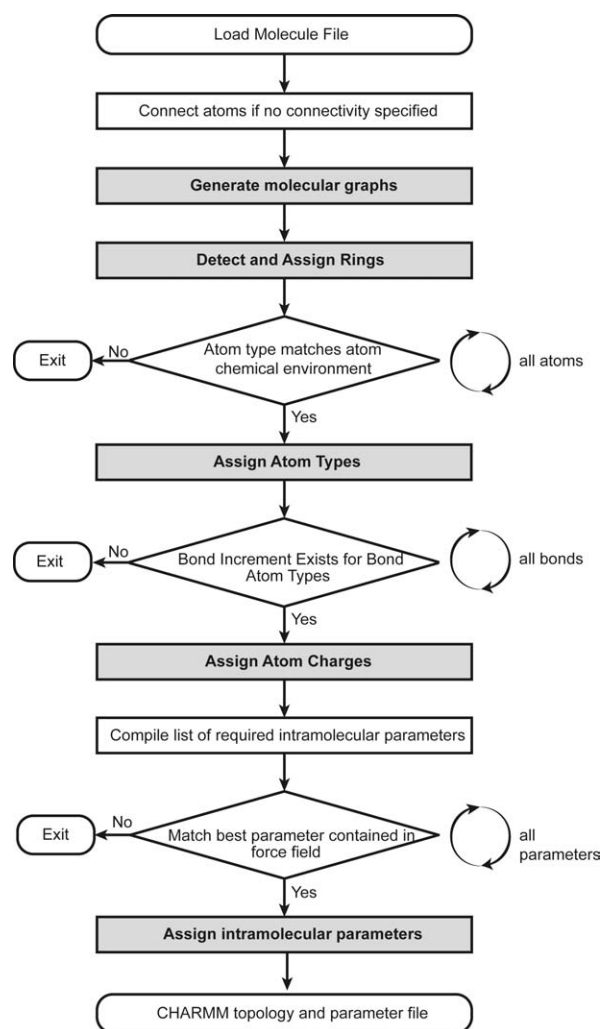 Load Molecule File
Connect atoms if no connectivity specified
Generate molecular graphs
Detect and Assign Rings
Exit
No
Atom type matches atom
chemical environment
all atoms
Yes
Assign Atom Types
Exit
No
Bond Increment Exists for Bond
Atom Types
all bonds
Yes
Assign Atom Charges
Compile list of required intramolecular parameters
Exit
No
Match best parameter contained in
force field
all
parameters
Yes
Assign intramolecular parameters
CHARMM topology and parameter file